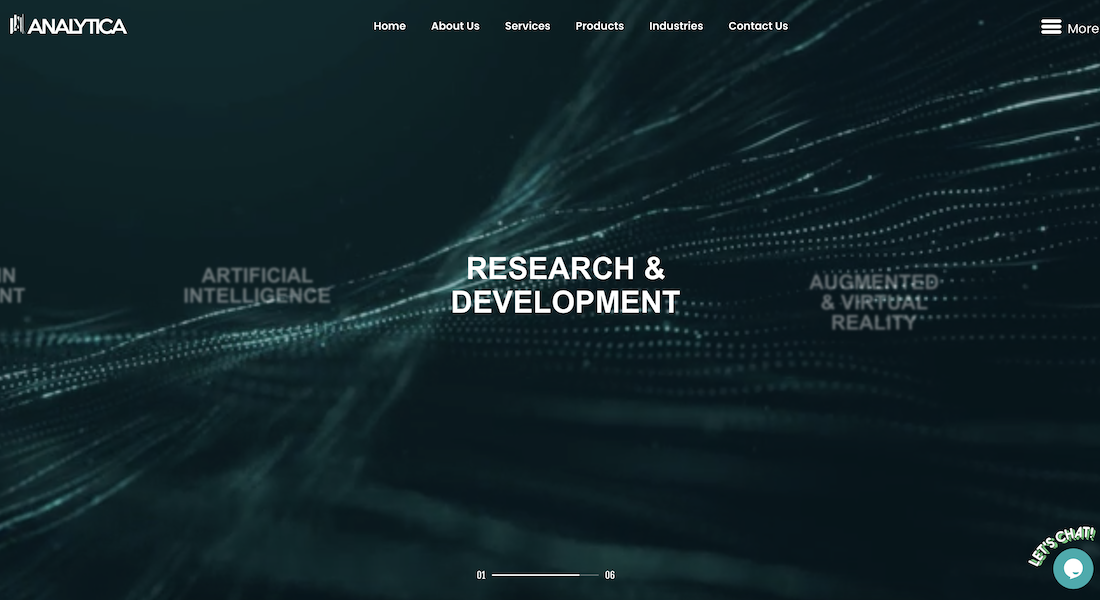 ANALYTICA
Home
About Us
Services
Products
Industries
Contact Us
More
IN
NT
ARTIFICIAL
INTELLIGENCE
RESEARCH &
DEVELOPMENT
AUGMENTED
& VIRTUAL
REALITY
LET'S CHAT!
01
06